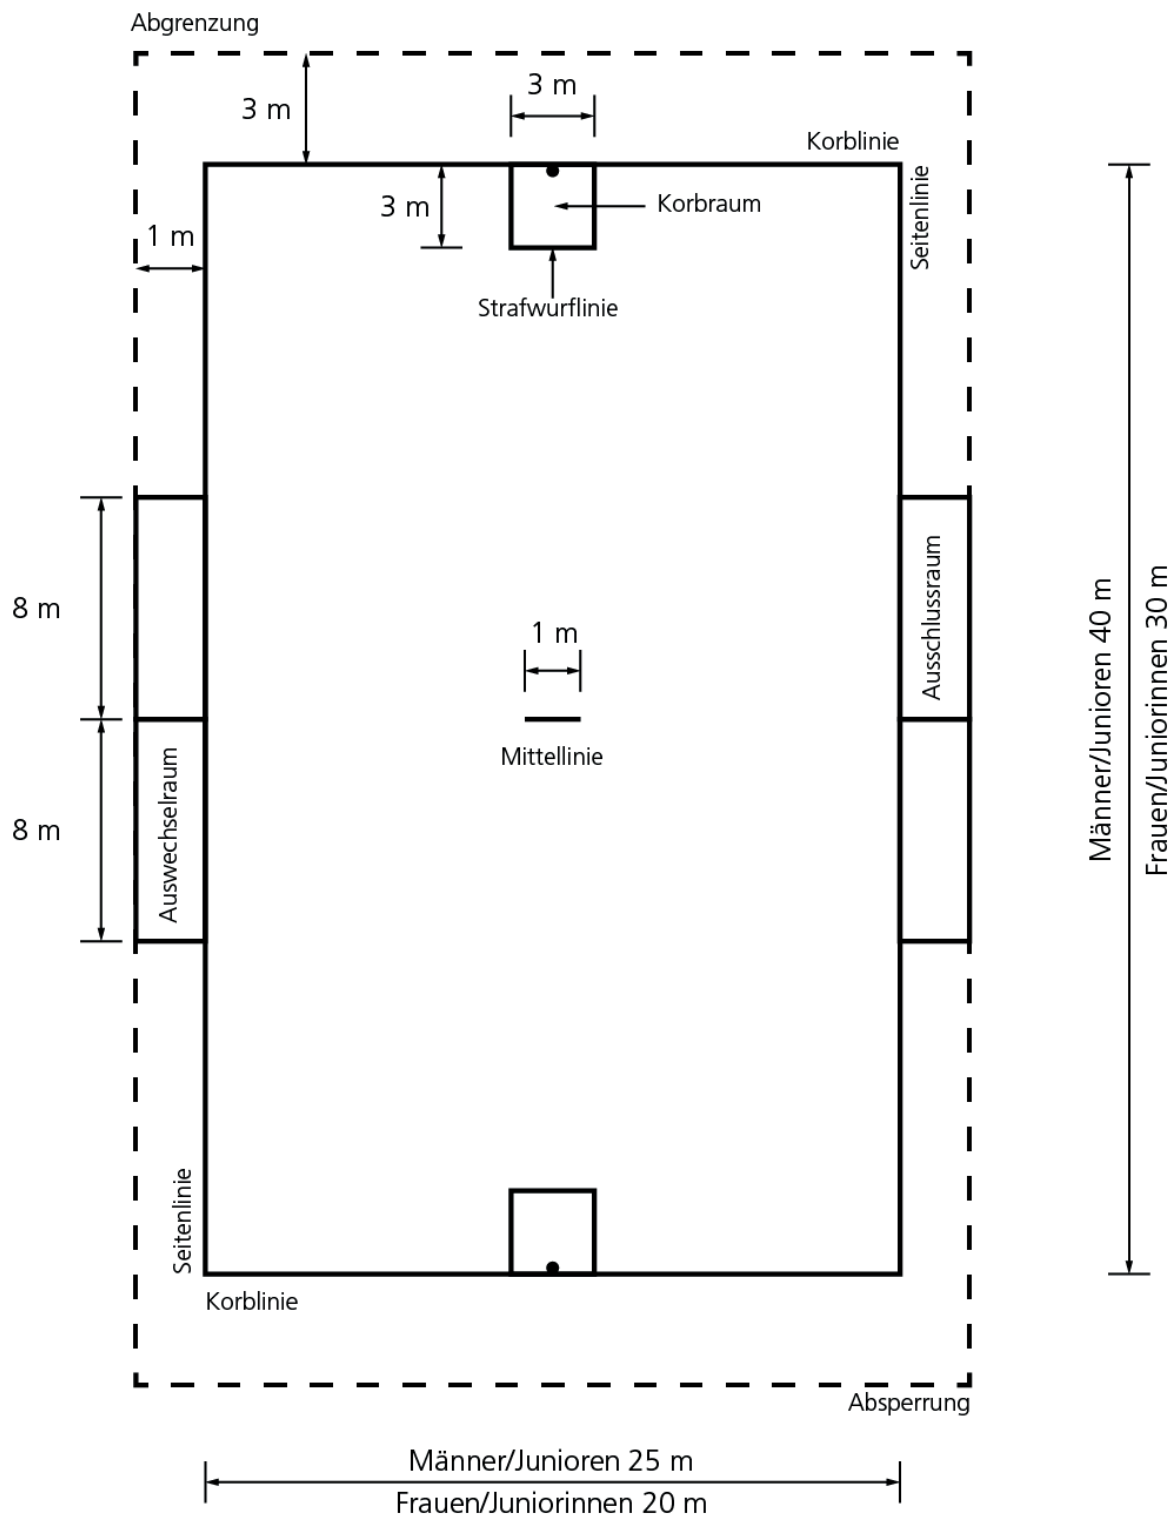 Abgrenzung
3 m
3 m
Korblinie
Seitenlinie
3 m
Korbraum
1 m
Strafwurflinie
8 m
Ausschlussraum
1 m
Mittellinie
Männer/Junioren 40 m
Frauen/Juniorinnen 30 m
8 m
Auswechselraum
Seitenlinie
Korblinie
Absperrung
Männer/Junioren 25 m
Frauen/Juniorinnen 20 m